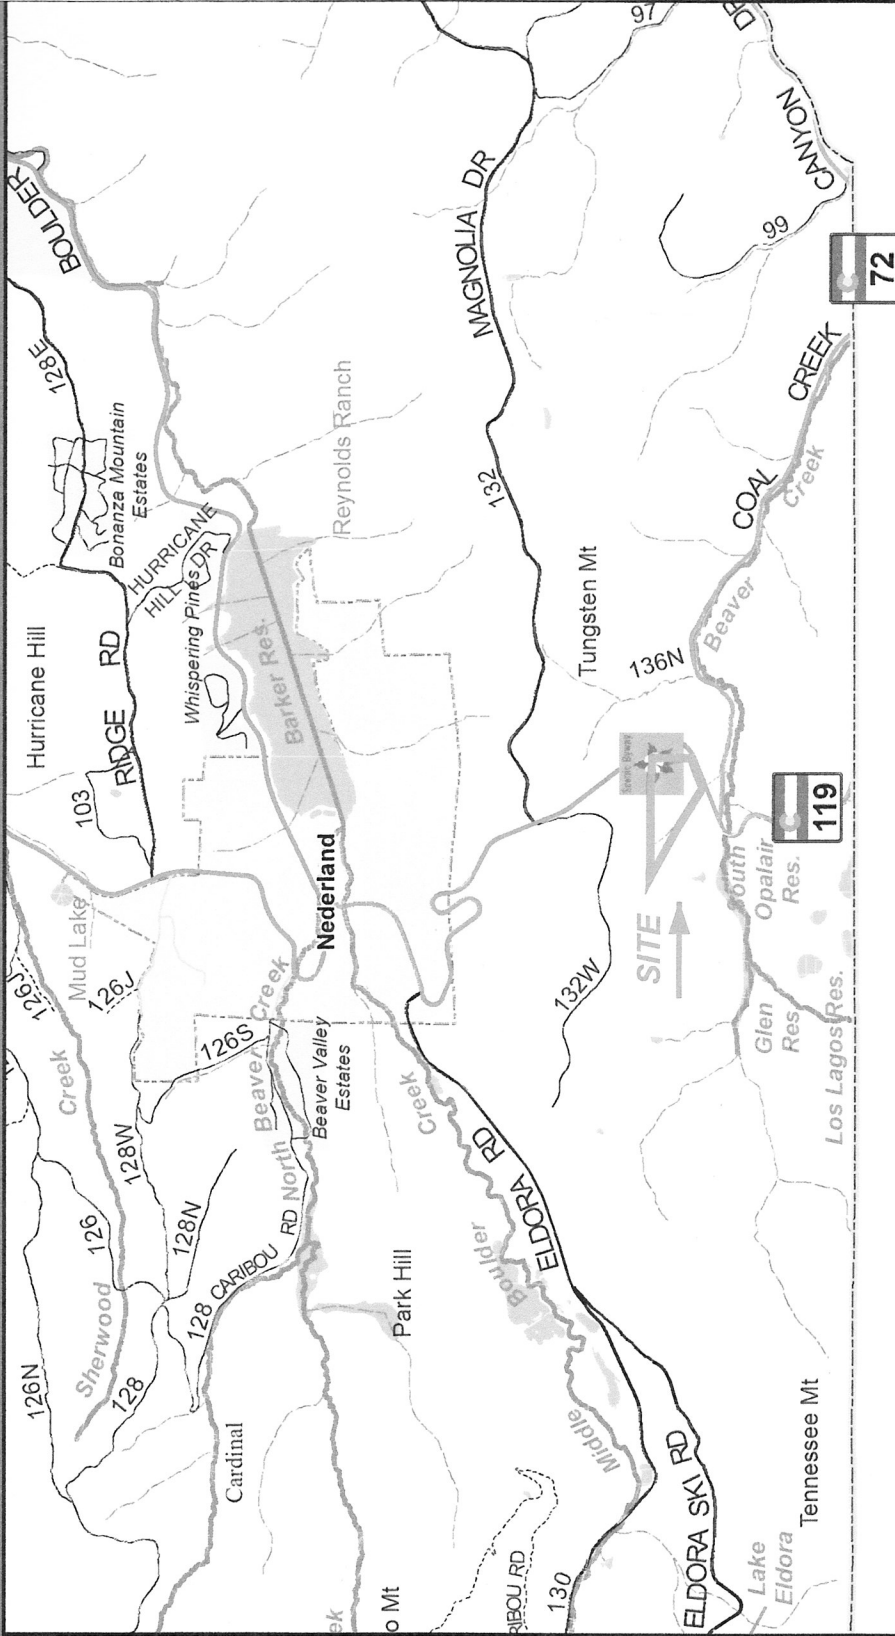 126N
126
Sherwood
128
Creek
126J
126J
Mud Lake
103
Hurricane Hill
RIDGE RD
128E
BOULDER
Bonanza Mountain
Estates
HURRICANE
HILL DR
Whispering Pines
128W
128N
128 CARIBOU RD
126S
North Beaver Creek
Beaver Valley
Estates
Nederland
Barker Res.
Reynolds Ranch
Cardinal
Park Hill
ek
o Mt
RIBOU RD
130
Middle Boulder Creek
ELDORA RD
ELDORA SKI RD
Lake
Eldora
Tennessee Mt
132W
SITE
Scenic Byway
132
MAGNOLIA DR
Tungsten Mt
136N
97
99
CANYON DR
COAL CREEK
South Beaver Creek
Opalair
Res.
Glen
Res.
Los Lagos Res.
C
119
C
72